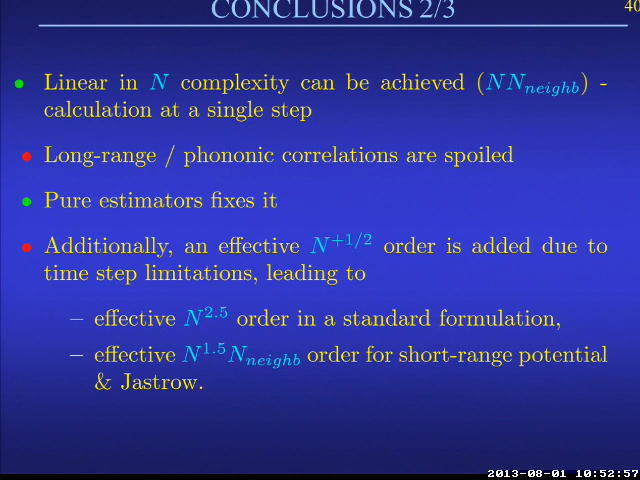 CONCLUSIONS 2/3
40
• Linear in N complexity can be achieved (NN_neighb) -
calculation at a single step
• Long-range / phononic correlations are spoiled
• Pure estimators fixes it
• Additionally, an effective N^{+1/2} order is added due to
time step limitations, leading to
– effective N^{2.5} order in a standard formulation,
– effective N^{1.5}N_{neighb} order for short-range potential
& Jastrow.
2013-08-01 10:52:57